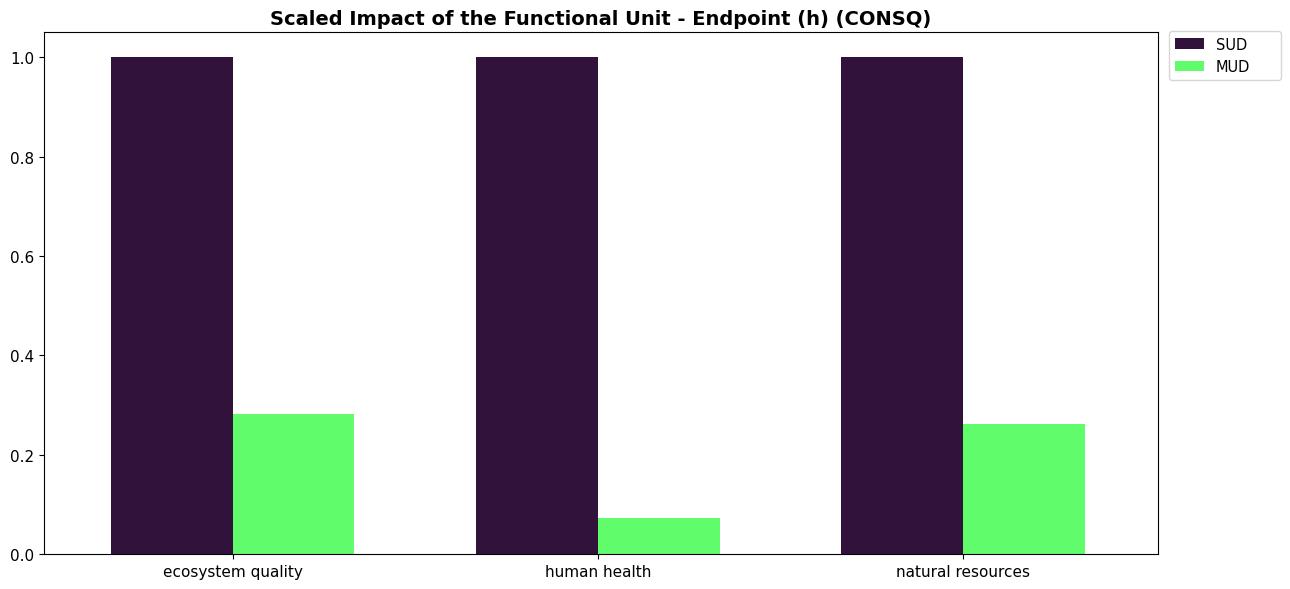 Scaled Impact of the Functional Unit - Endpoint (h) (CONSQ)
SUD
MUD
1.0
0.8
0.6
0.4
0.2
0.0
ecosystem quality
human health
natural resources